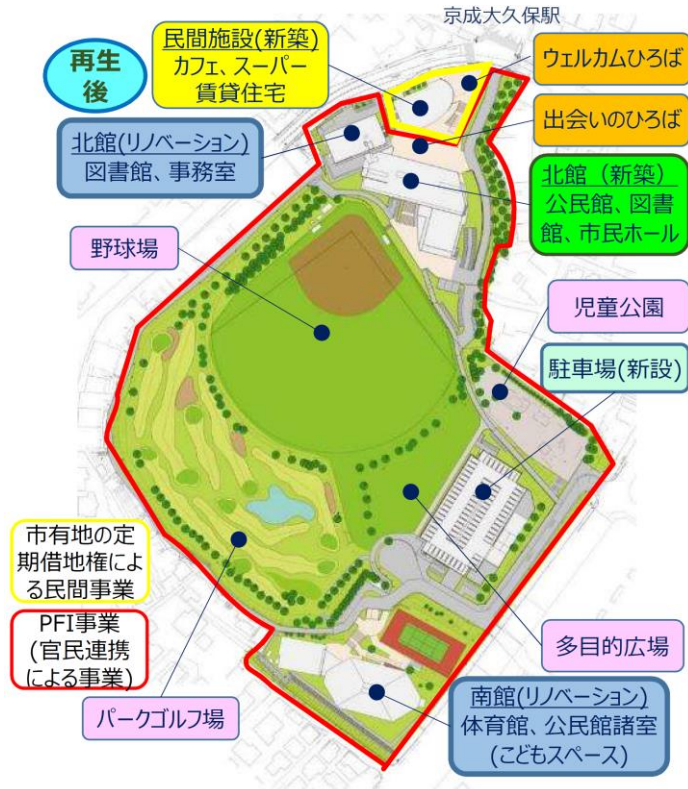 京成大久保駅
再生
後
民間施設(新築)
カフェ、スーパー
賃貸住宅
ウェルカムひろば
出会いのひろば
北館(リノベーション)
図書館、事務室
北館（新築）
公民館、図書
館、市民ホール
野球場
児童公園
駐車場(新設)
市有地の定
期借地権によ
る民間事業
PFI事業
(官民連携
による事業)
パークゴルフ場
多目的広場
南館(リノベーション)
体育館、公民館諸室
(こどもスペース)